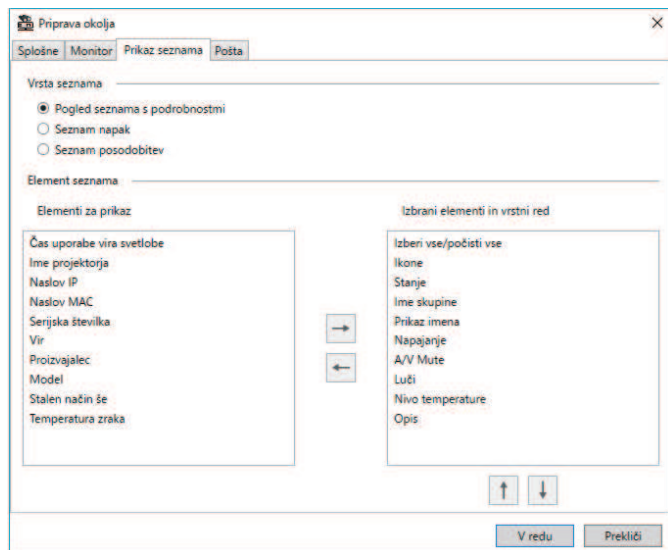 Priprava okolja
Splošne Monitor Prikaz seznama Pošta
Vrsta seznama
Pogled seznama s podrobnostmi
Seznam napak
Seznam posodobitev
Element seznama
Elementi za prikaz
Čas uporabe vira svetlobe
Ime projektorja
Naslov IP
Naslov MAC
Serijska številka
Vir
Proizvajalec
Model
Stalen način še
Temperatura zraka
Izbrani elementi in vrstni red
Izberi vse/počisti vse
Ikone
Stanje
Ime skupine
Prikaz imena
Napajanje
A/V Mute
Luči
Nivo temperature
Opis
V redu Prekliči